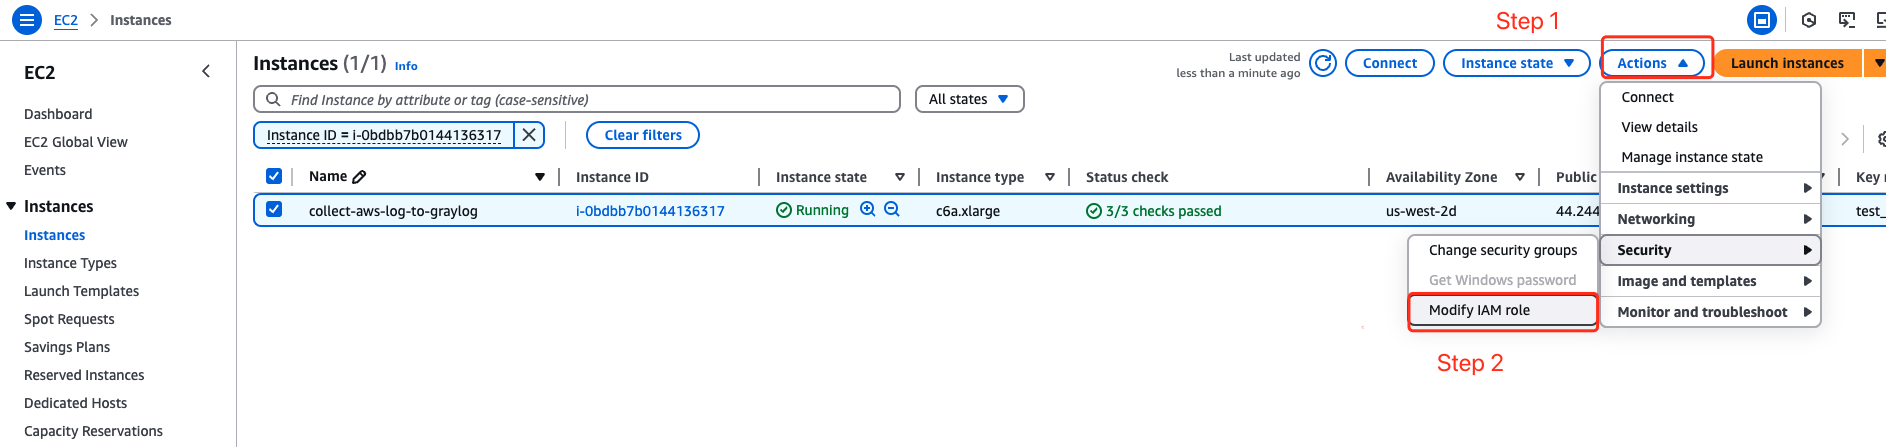 EC2 > Instances
Step 1
EC2
Dashboard
EC2 Global View
Events
Instances
Instances
Instance Types
Launch Templates
Spot Requests
Savings Plans
Reserved Instances
Dedicated Hosts
Capacity Reservations
Instances (1/1) Info
Last updated
less than a minute ago
Connect
Instance state
Actions
Launch instances
Find Instance by attribute or tag (case-sensitive)
All states
Instance ID = i-0bdbb7b0144136317
Clear filters
Name Instance ID Instance state Instance type Status check Availability Zone Public Key
collect-aws-log-to-graylog i-0bdbb7b0144136317 Running c6a.xlarge 3/3 checks passed us-west-2d 44.244 test_
Connect
View details
Manage instance state
Instance settings
Networking
Security
Image and templates
Monitor and troubleshoot
Change security groups
Get Windows password
Modify IAM role
Step 2